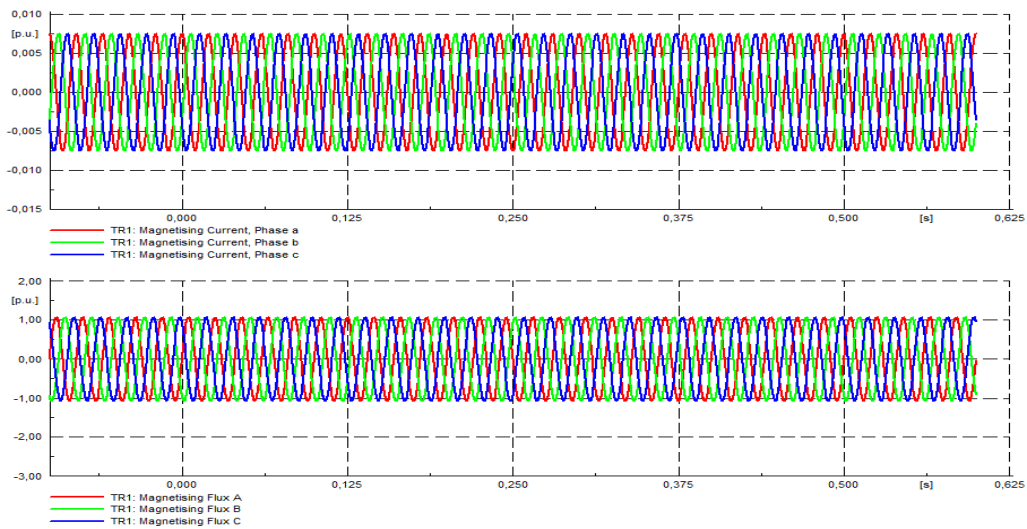 0,010
[p.u.]
0,005
0,000
-0,005
-0,010
-0,015
0,000 0,125 0,250 0,375 0,500 [s] 0,625
TR1: Magnetising Current, Phase a
TR1: Magnetising Current, Phase b
TR1: Magnetising Current, Phase c
2,00
[p.u.]
1,00
0,00
-1,00
-2,00
-3,00
0,000 0,125 0,250 0,375 0,500 [s] 0,625
TR1: Magnetising Flux A
TR1: Magnetising Flux B
TR1: Magnetising Flux C